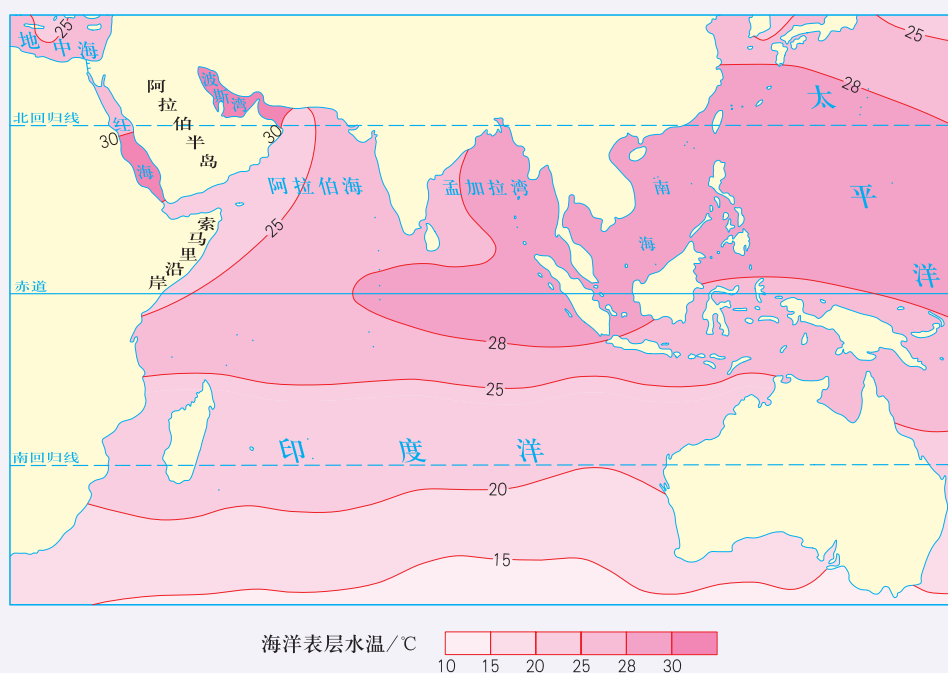 25
地中海
25
28
太
波斯湾
阿拉伯半岛
北回归线
红海
30
30
阿拉伯海
孟加拉湾
南海
平
洋
25
索马里沿岸
赤道
28
25
印度洋
南回归线
20
15
海洋表层水温/℃
10 15 20 25 28 30